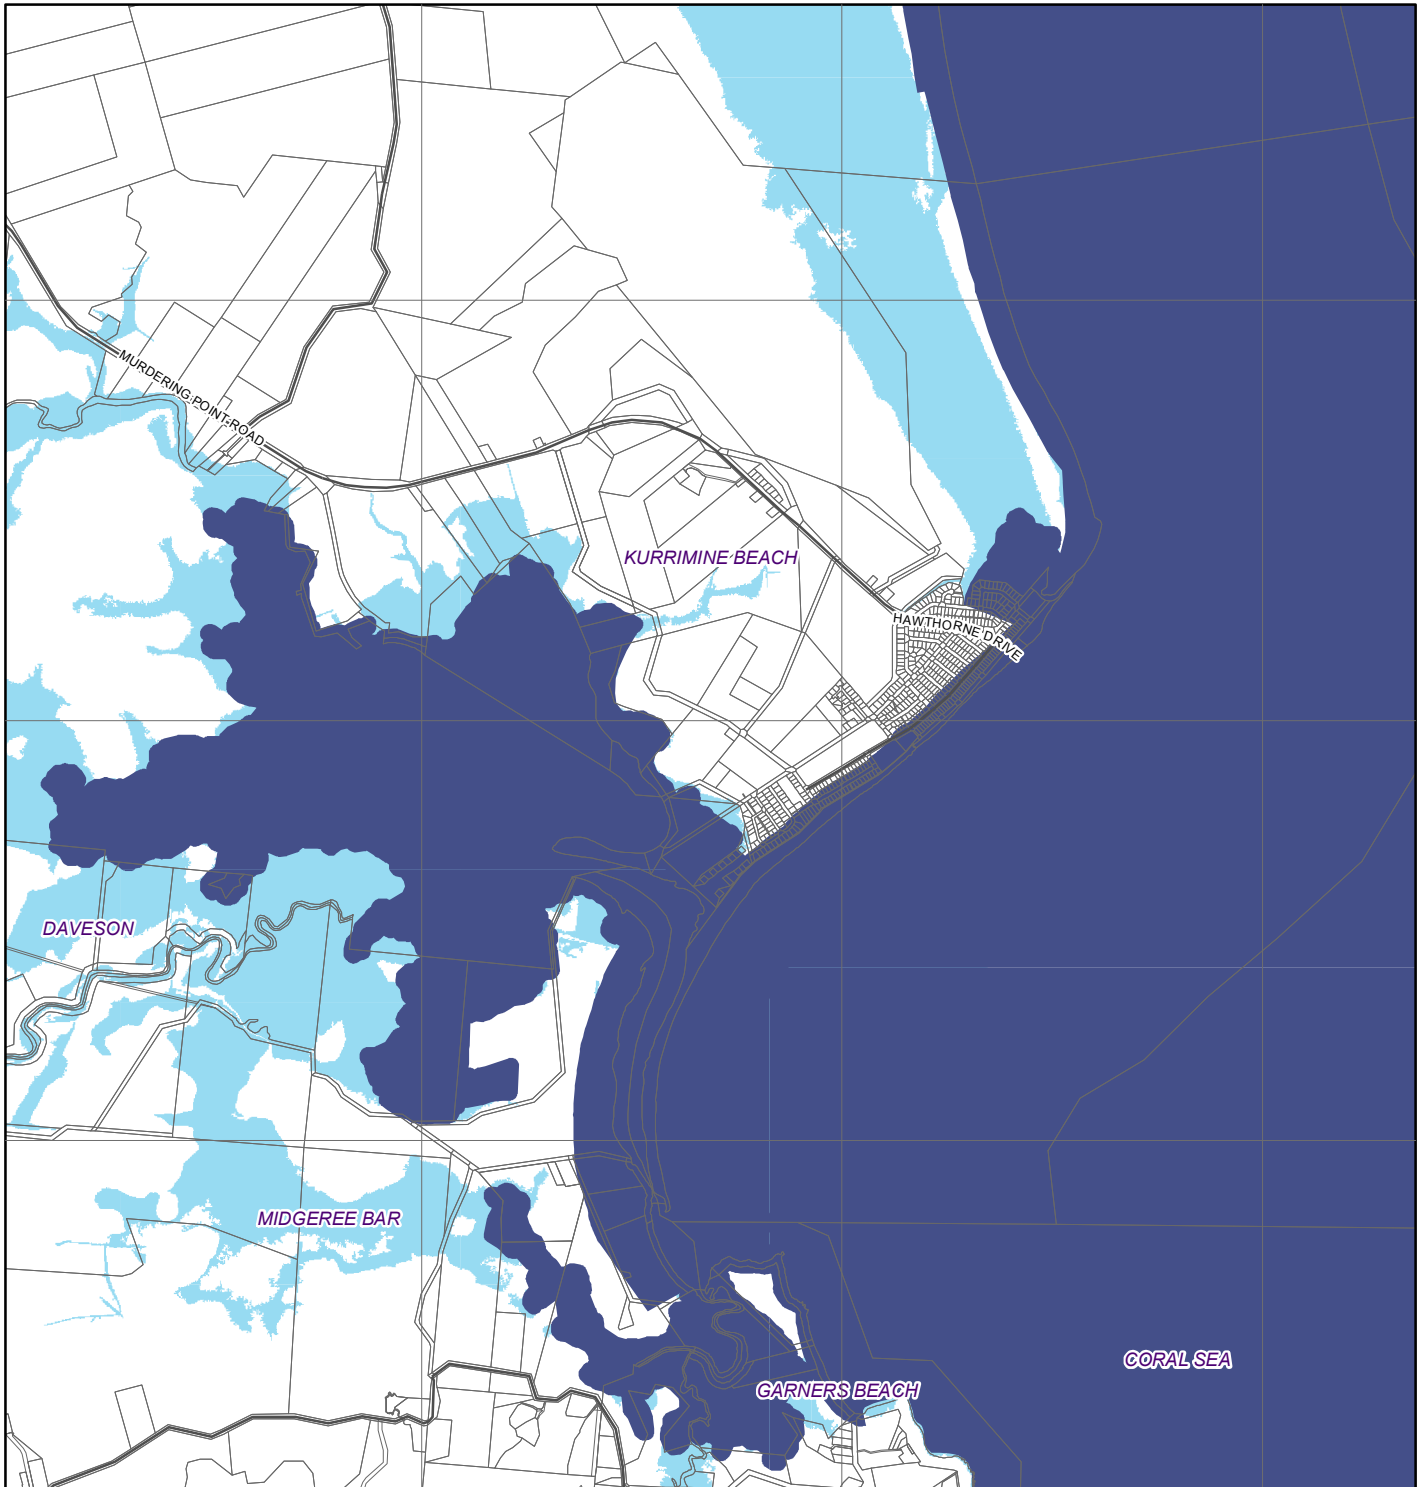 MURDERING POINT ROAD
KURRIMINE BEACH
HAWTHORNE DRIVE
DAVESON
MIDGEREE BAR
CORAL SEA
GARNERS BEACH